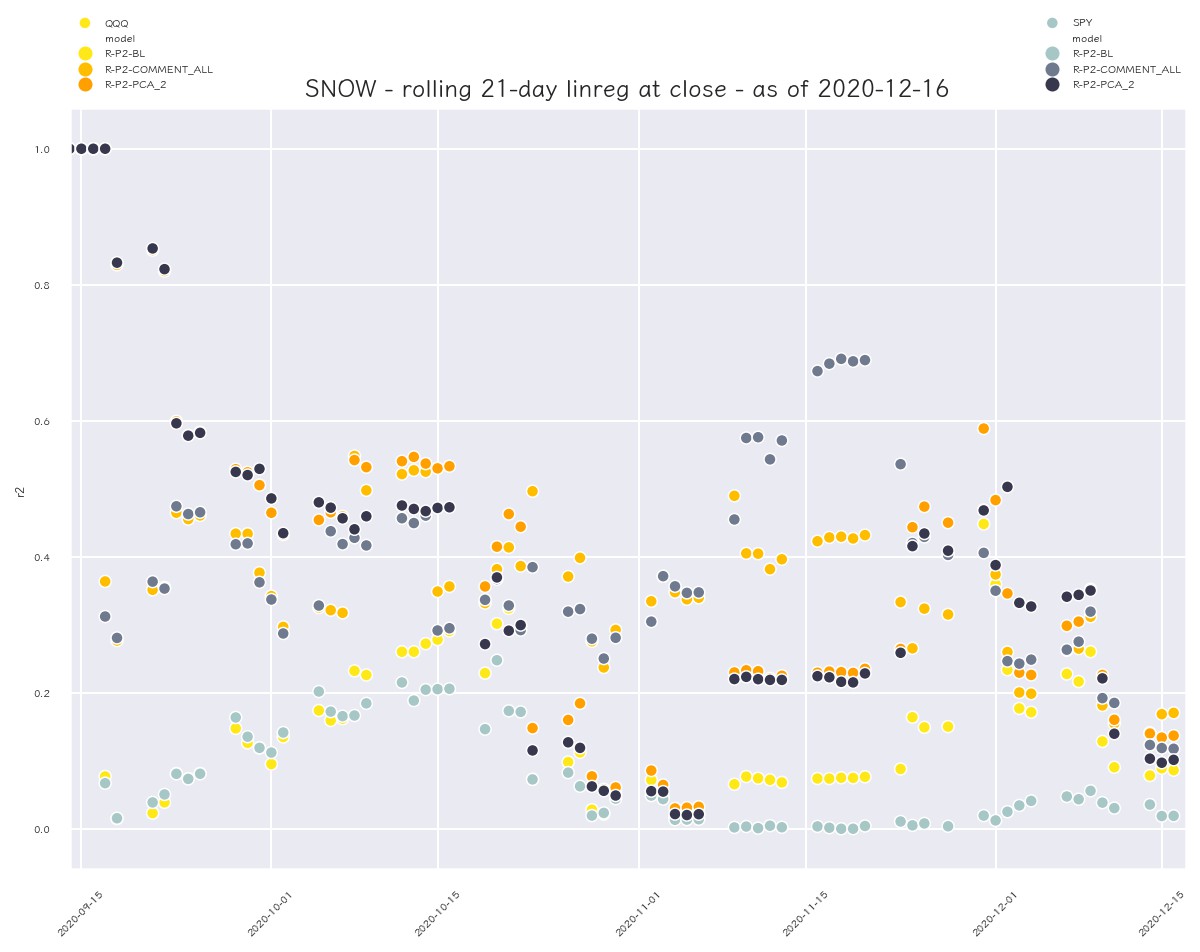 QQQ
model
R-P2-BL
R-P2-COMMENT_ALL
R-P2-PCA_2
SPY
model
R-P2-BL
R-P2-COMMENT_ALL
R-P2-PCA_2
SNOW - rolling 21-day linreg at close - as of 2020-12-16
1.0
0.8
0.6
r2
0.4
0.2
0.0
2020-09-15
2020-10-01
2020-10-15
2020-11-01
2020-11-15
2020-12-01
2020-12-15